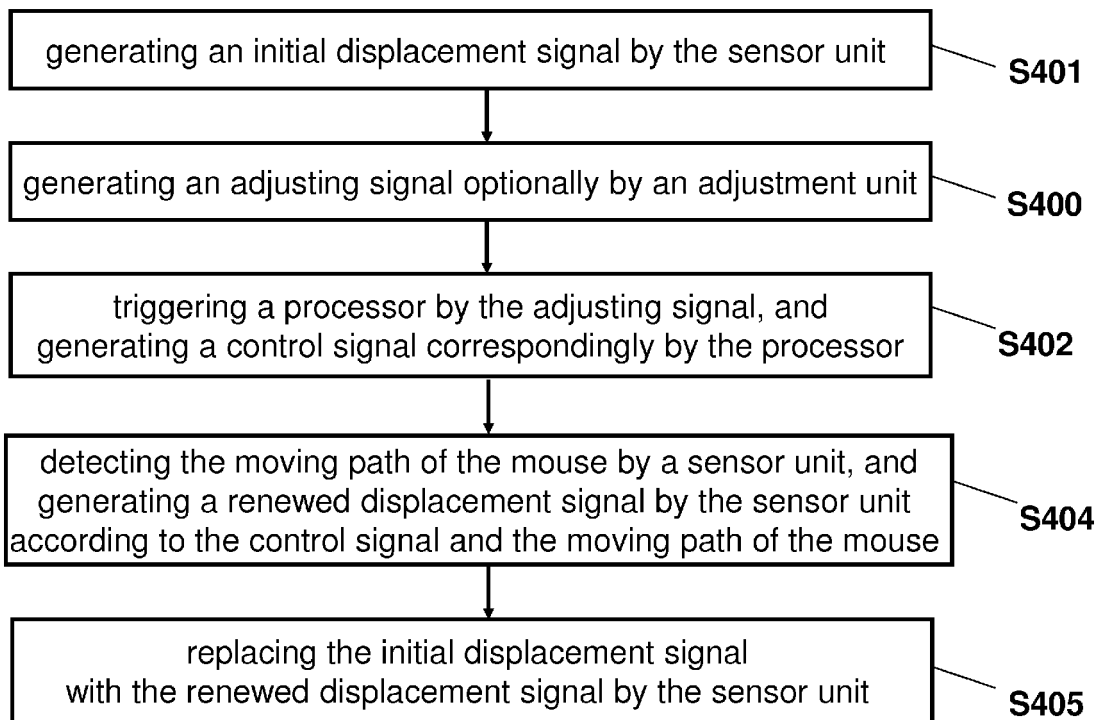 generating an initial displacement signal by the sensor unit
S401
generating an adjusting signal optionally by an adjustment unit
S400
triggering a processor by the adjusting signal, and
generating a control signal correspondingly by the processor
S402
detecting the moving path of the mouse by a sensor unit, and
generating a renewed displacement signal by the sensor unit
according to the control signal and the moving path of the mouse
S404
replacing the initial displacement signal
with the renewed displacement signal by the sensor unit
S405